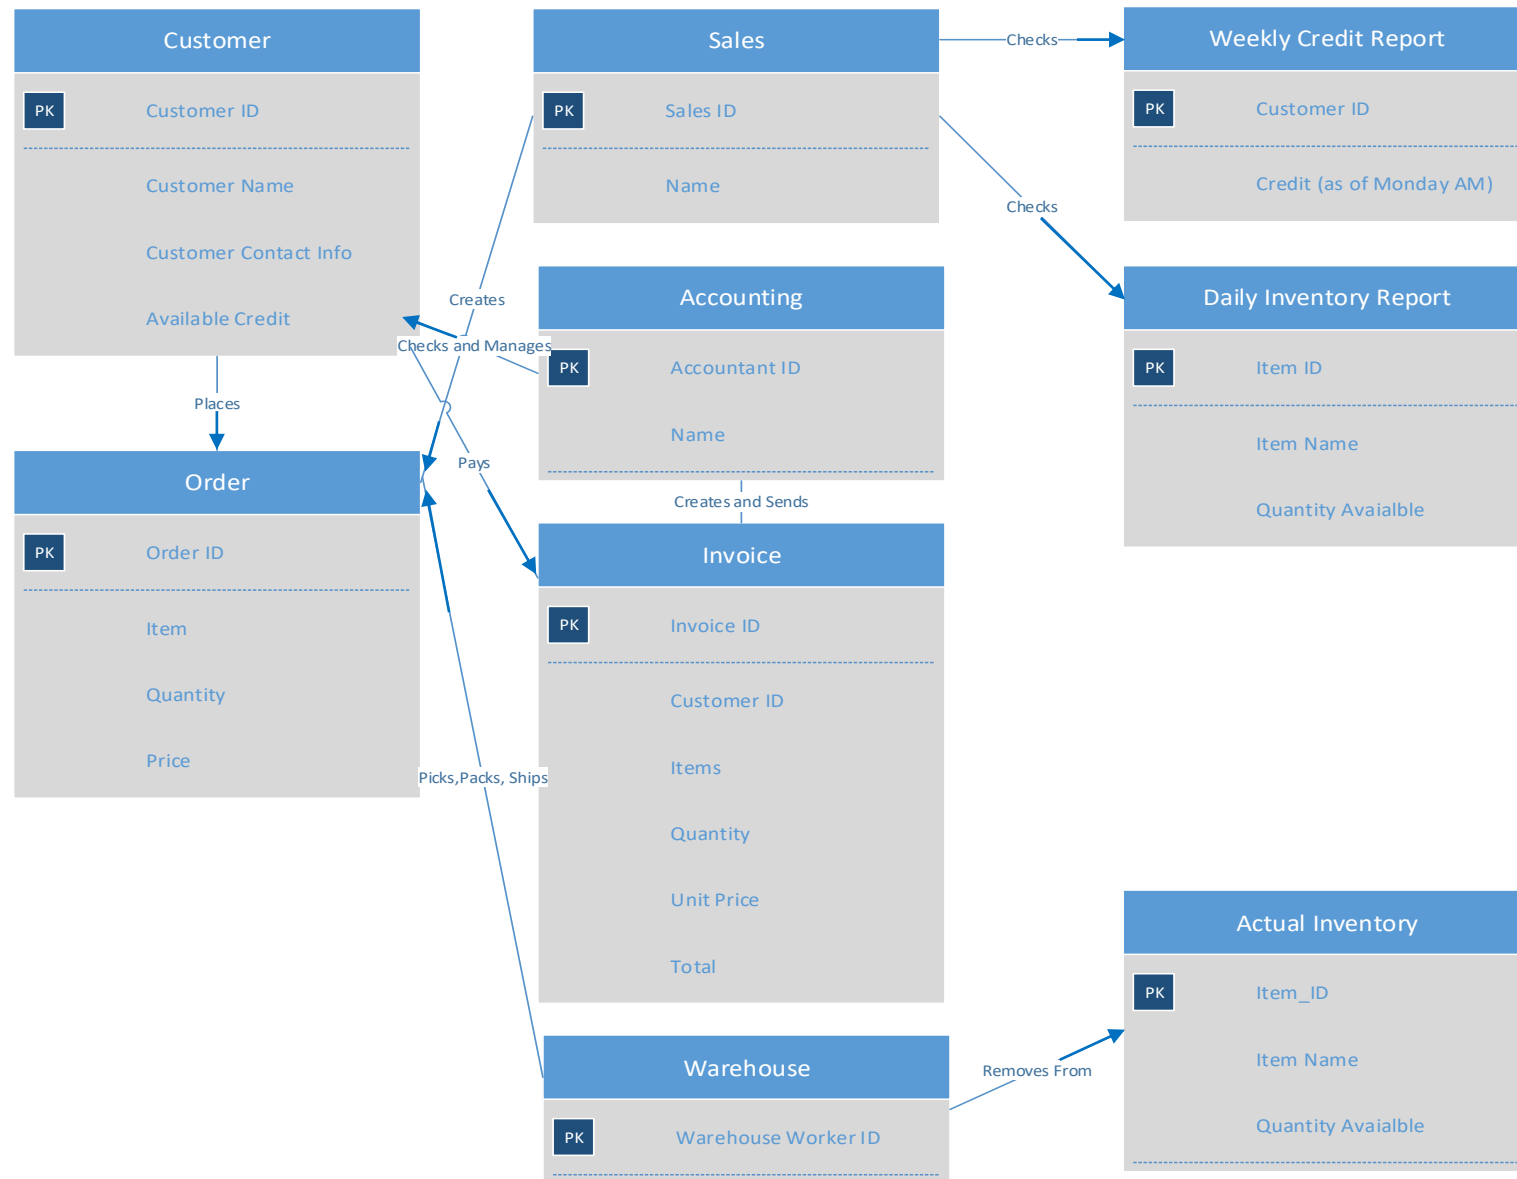 Customer
PK Customer ID
Customer Name
Customer Contact Info
Available Credit
Places
Order
PK Order ID
Item
Quantity
Price
Sales
PK Sales ID
Name
Creates
Checks and Manages
Accounting
PK Accountant ID
Name
Pays
Creates and Sends
Invoice
PK Invoice ID
Customer ID
Items
Quantity
Unit Price
Total
Picks,Packs, Ships
Warehouse
PK Warehouse Worker ID
Checks
Weekly Credit Report
PK Customer ID
Credit (as of Monday AM)
Checks
Daily Inventory Report
PK Item ID
Item Name
Quantity Avaialble
Removes From
Actual Inventory
PK Item_ID
Item Name
Quantity Avaialble